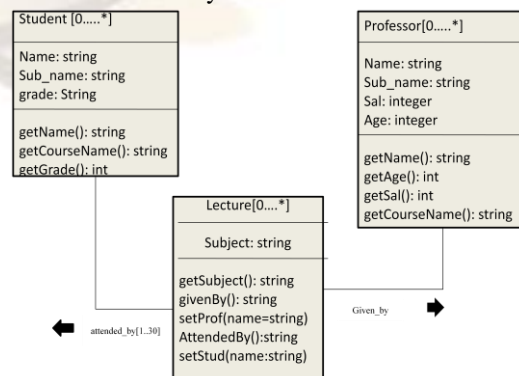 Student [0.....*]
Name: string
Sub_name: string
grade: String
getName(): string
getCourseName(): string
getGrade(): int
Professor[0.....*]
Name: string
Sub_name: string
Sal: integer
Age: integer
getName(): string
getAge(): int
getSal(): int
getCourseName(): string
Lecture[0....*]
Subject: string
getSubject(): string
givenBy(): string
setProf(name=string)
AttendedBy():string
setStud(name:string)
attended_by[1..30]
Given_by